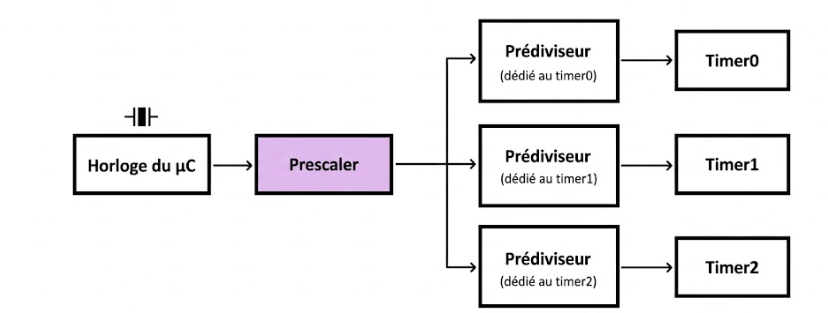 Prédiviseur
(dédié au timer0)
Timer0
Horloge du µC
Prescaler
Prédiviseur
(dédié au timer1)
Timer1
Prédiviseur
(dédié au timer2)
Timer2